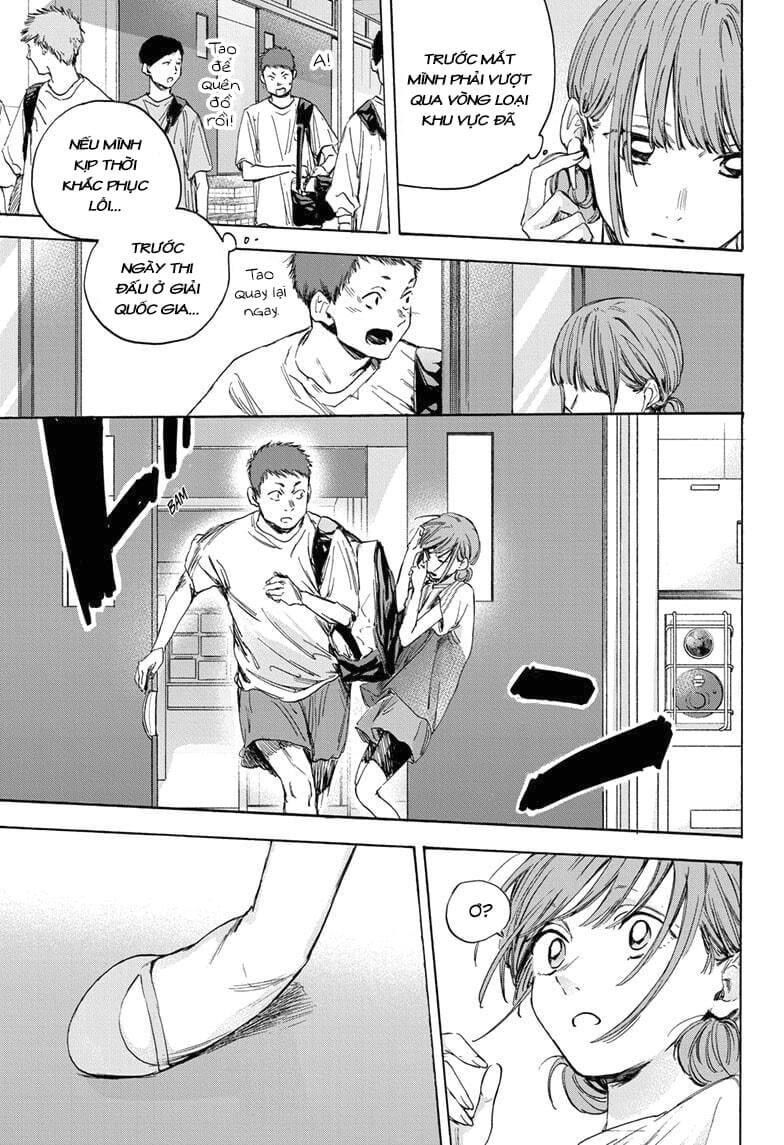 TRƯỚC MẮT
MÌNH PHẢI VƯỢT
QUA VÒNG LOẠI
KHU VỰC ĐÃ
A!
Tao
để
quên
đồ
rồi!
NẾU MÌNH
KỊP THỜI
KHẮC PHỤC
LỖI...
TRƯỚC
NGÀY THI
ĐẤU Ở GIẢI
QUỐC GIA...
Tao
quay lại
ngay.
BAM
Ơ?